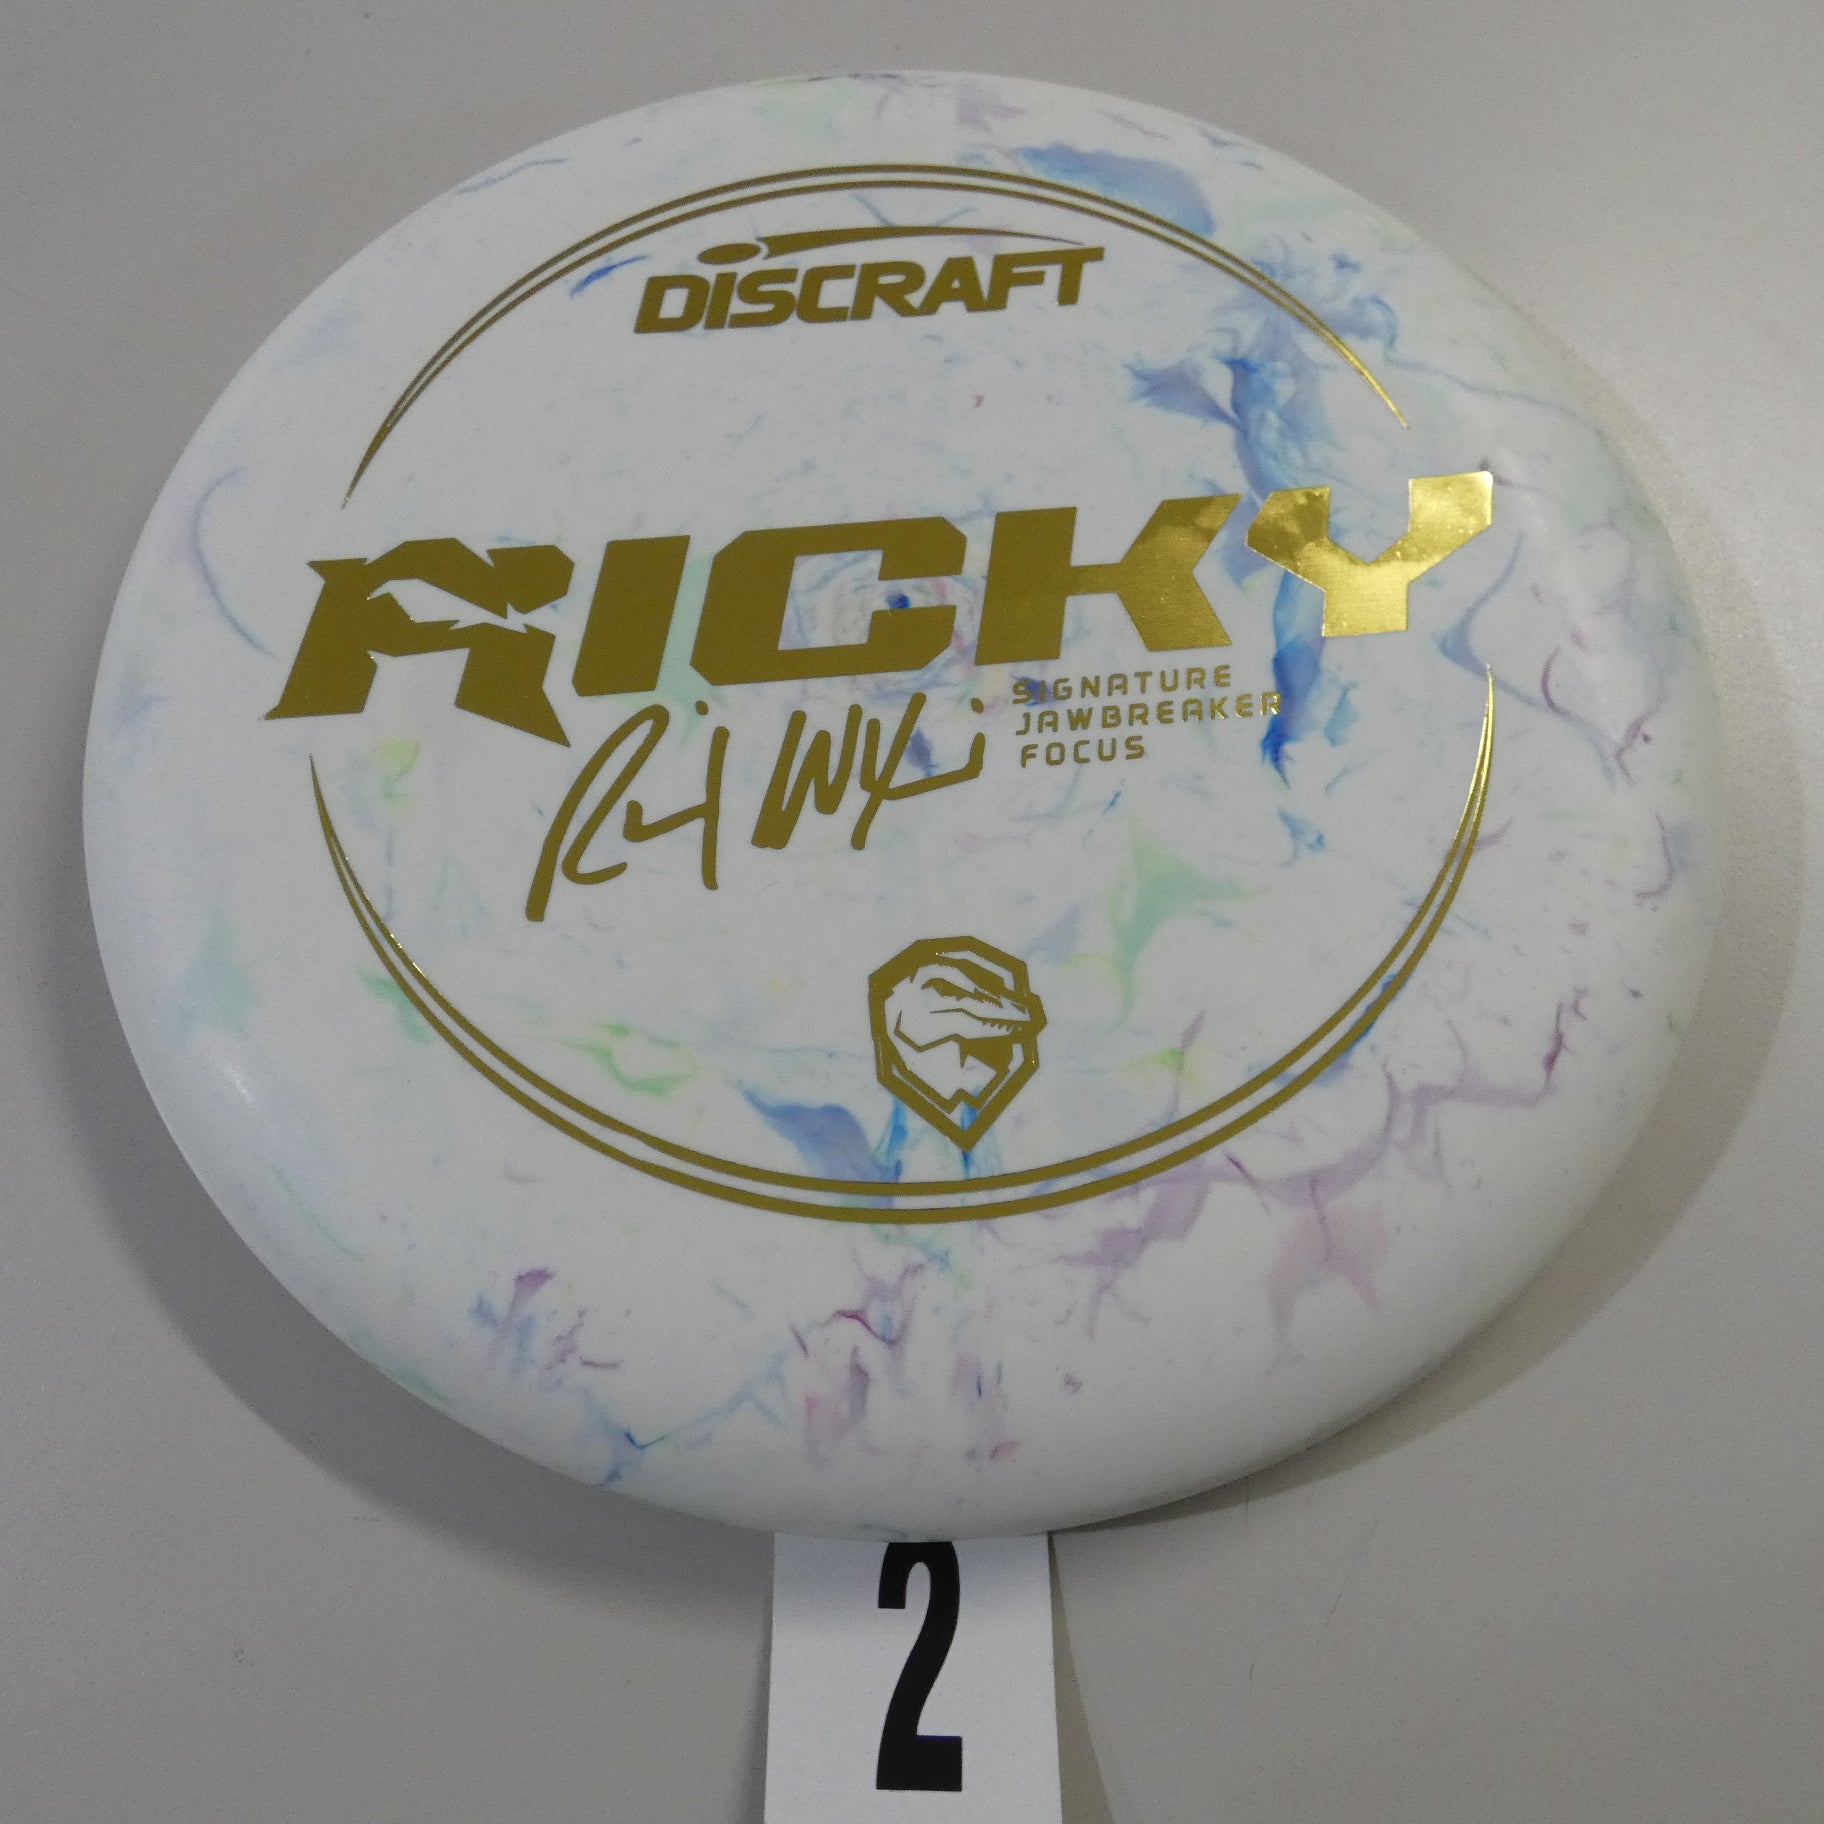 DISCRAFT
RICKY
SIGNATURE
JAWBREAKER
FOCUS
2